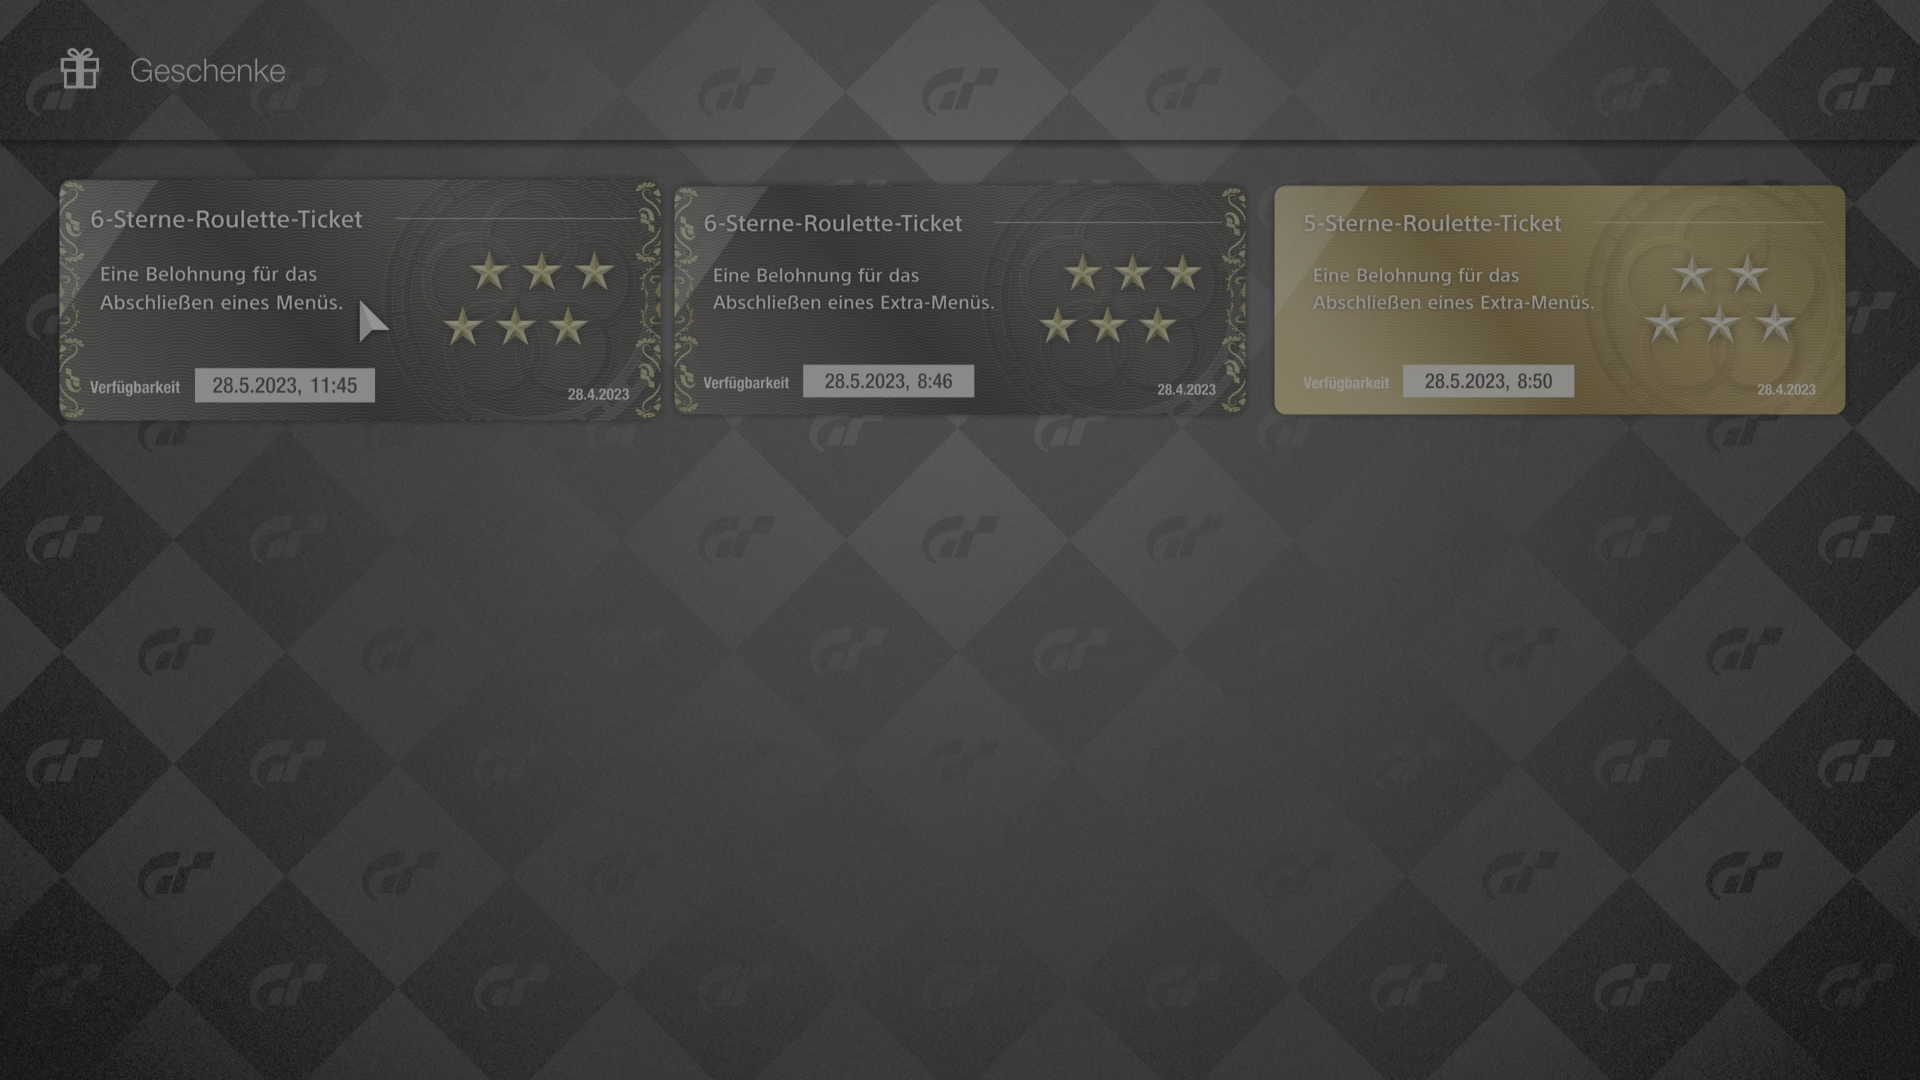 Geschenke
6-Sterne-Roulette-Ticket
Eine Belohnung für das
Abschließen eines Menüs.
Verfügbarkeit 28.5.2023, 11:45
28.4.2023
6-Sterne-Roulette-Ticket
Eine Belohnung für das
Abschließen eines Extra-Menüs.
Verfügbarkeit 28.5.2023, 8:46
28.4.2023
5-Sterne-Roulette-Ticket
Eine Belohnung für das
Abschließen eines Extra-Menüs.
Verfügbarkeit 28.5.2023, 8:50
28.4.2023